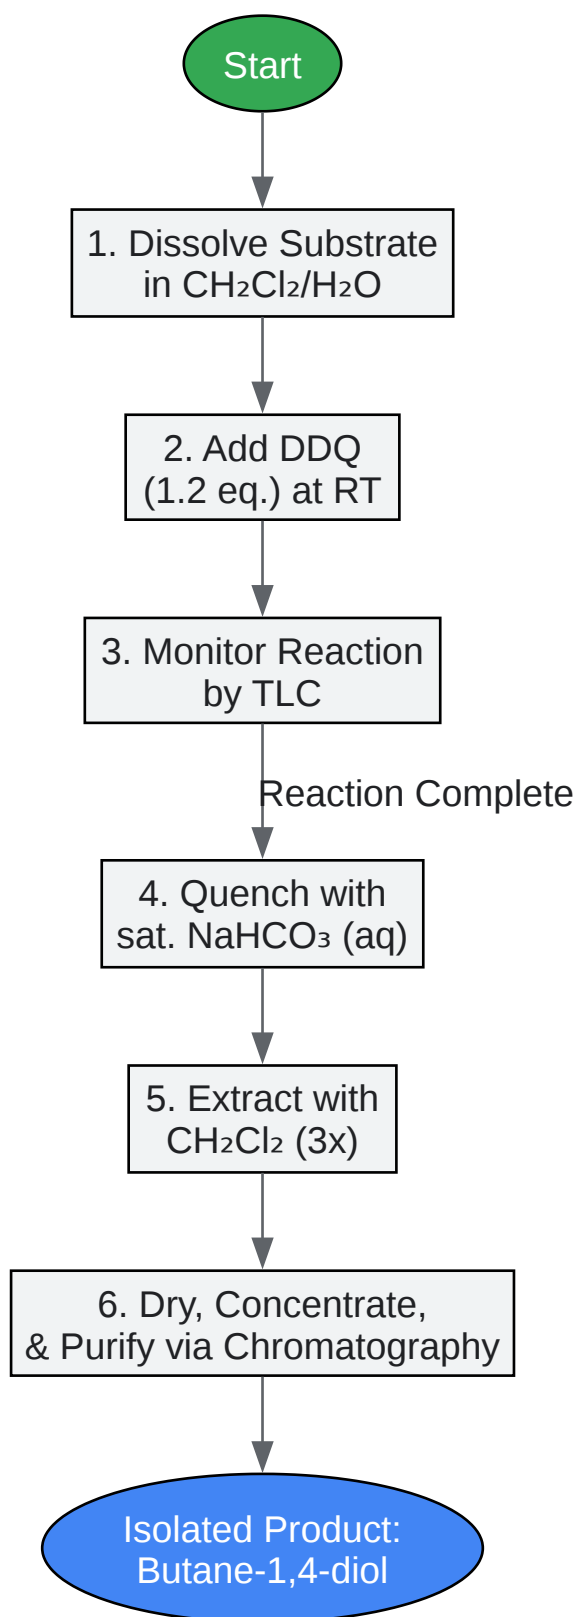 Start
1. Dissolve Substrate
in CH₂Cl₂/H₂O
2. Add DDQ
(1.2 eq.) at RT
3. Monitor Reaction
by TLC
Reaction Complete
4. Quench with
sat. NaHCO₃ (aq)
5. Extract with
CH₂Cl₂ (3x)
6. Dry, Concentrate,
& Purify via Chromatography
Isolated Product:
Butane-1,4-diol